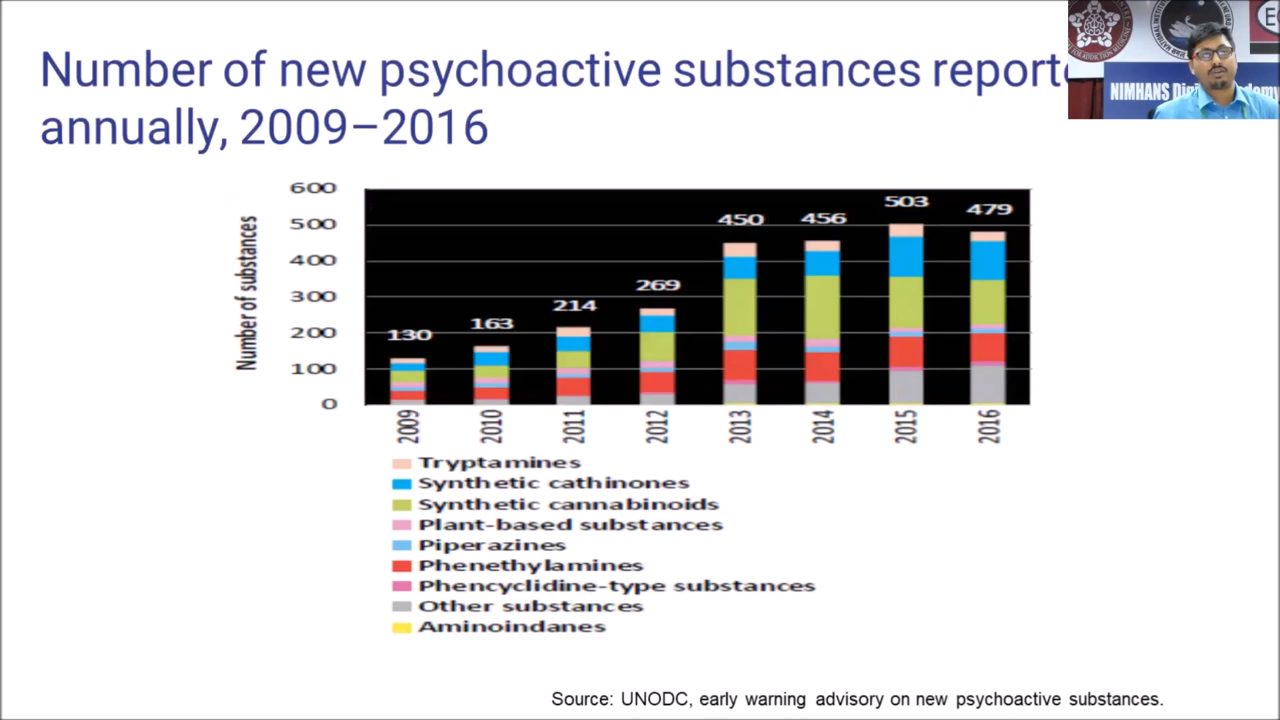 Number of new psychoactive substances reporte
annually, 2009–2016
NIMHANS Digi
Number of substances
600
500
400
300
200
100
0
130
163
214
269
450
456
503
479
2009
2010
2011
2012
2013
2014
2015
2016
Tryptamines
Synthetic cathinones
Synthetic cannabinoids
Plant-based substances
Piperazines
Phenethylamines
Phencyclidine-type substances
Other substances
Aminoindanes
Source: UNODC, early warning advisory on new psychoactive substances.